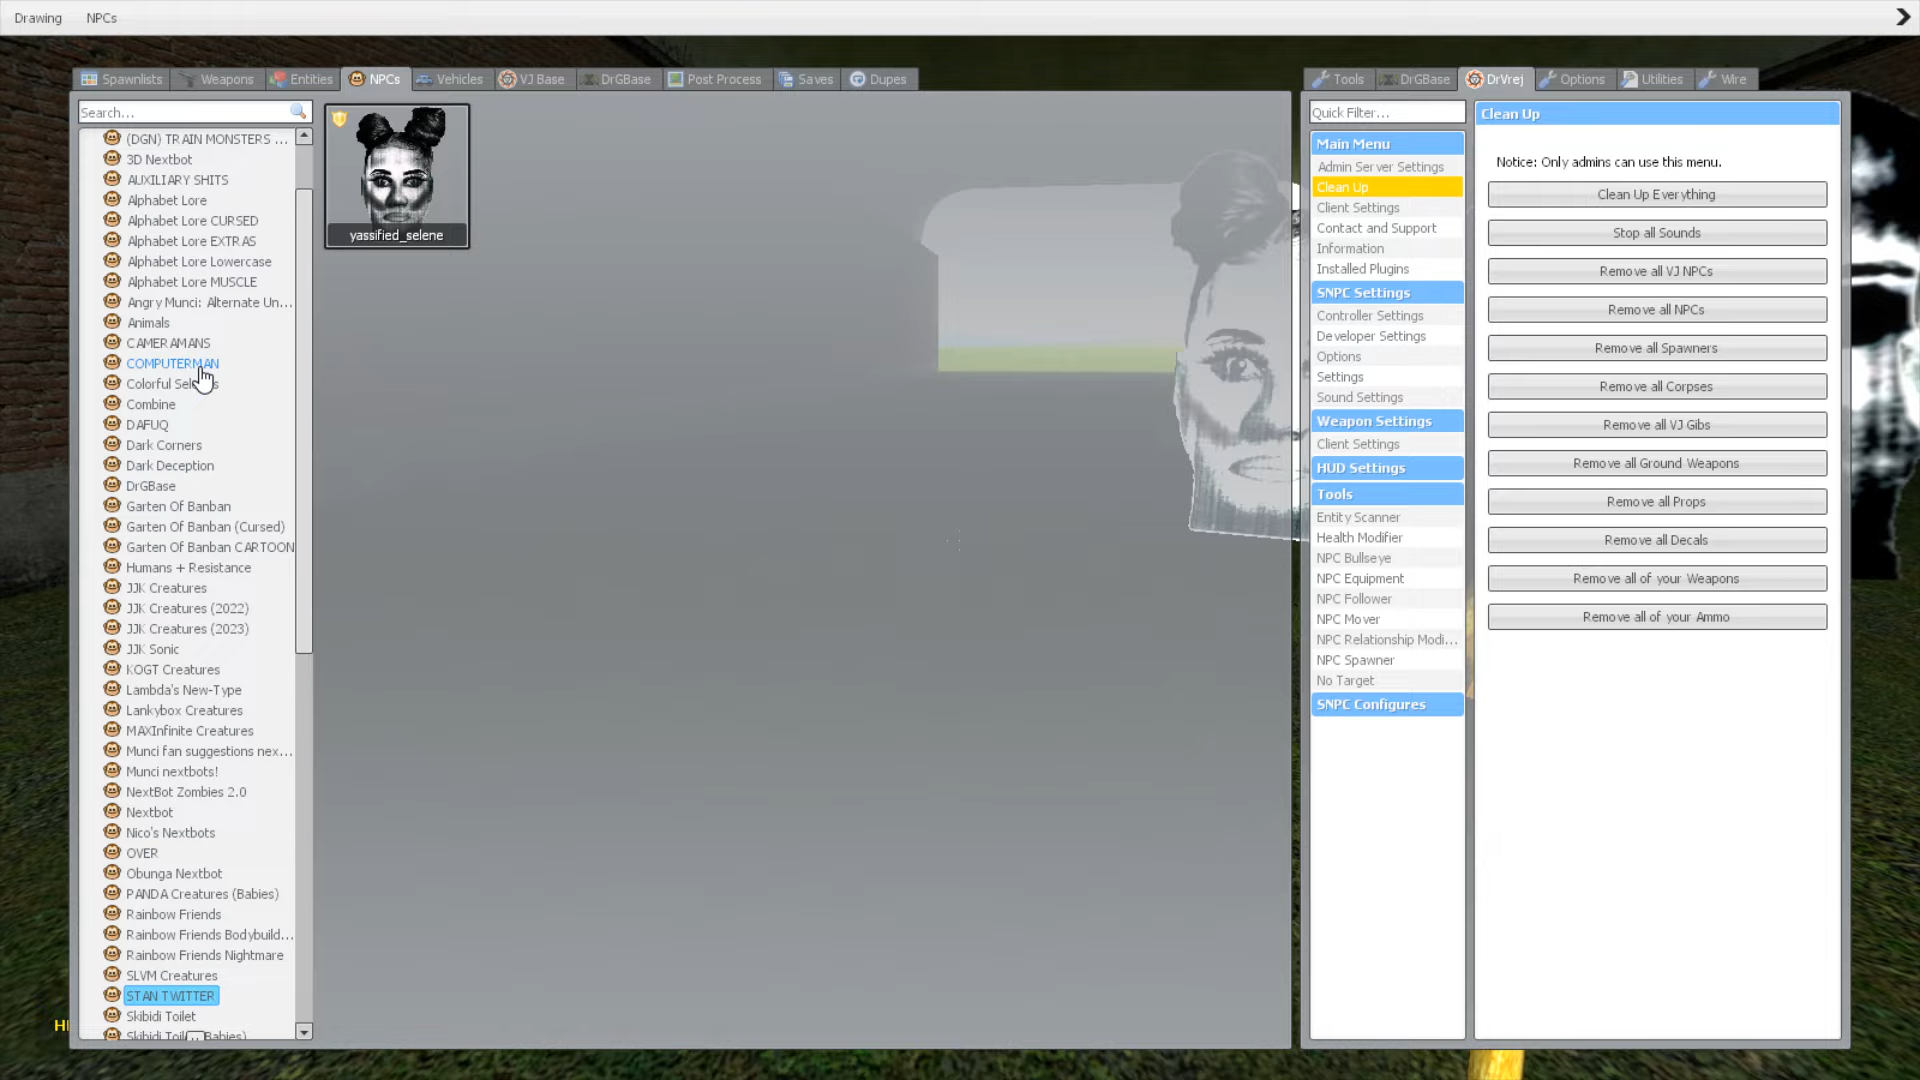 Drawing
NPCs
Spawnlists
Weapons
Entities
NPCs
Vehicles
VJ Base
DrGBase
Post Process
Saves
Dupes
Search...
(DGN) TRAIN MONSTERS ...
3D Nextbot
AUXILIARY SHITS
Alphabet Lore
Alphabet Lore CURSED
Alphabet Lore EXTRAS
Alphabet Lore Lowercase
Alphabet Lore MUSCLE
Angry Munci: Alternate Un...
Animals
CAMERAMANS
COMPUTERMAN
Colorful
Combine
DAFUQ
Dark Corners
Dark Deception
DrGBase
Garten Of Banban
Garten Of Banban (Cursed)
Garten Of Banban CARTOON
Humans + Resistance
JJK Creatures
JJK Creatures (2022)
JJK Creatures (2023)
JJK Sonic
KOGT Creatures
Lambda's New-Type
Lankybox Creatures
MAXInfinite Creatures
Munci fan suggestions nex...
Munci nextbots!
NextBot Zombies 2.0
Nextbot
Nico's Nextbots
OVER
Obunga Nextbot
PANDA Creatures (Babies)
Rainbow Friends
Rainbow Friends Bodybuild...
Rainbow Friends Nightmare
SLVM Creatures
STAN TWITTER
Skibidi Toilet
Skibidi Babies)
yassified_selene
Tools
DrGBase
DrVrej
Options
Utilities
Wire
Quick Filter...
Main Menu
Admin Server Settings
Clean Up
Client Settings
Contact and Support
Information
Installed Plugins
SNPC Settings
Controller Settings
Developer Settings
Options
Settings
Sound Settings
Weapon Settings
Client Settings
HUD Settings
Tools
Entity Scanner
Health Modifier
NPC Bullseye
NPC Equipment
NPC Follower
NPC Mover
NPC Relationship Modi...
NPC Spawner
No Target
SNPC Configures
Clean Up
Notice: Only admins can use this menu.
Clean Up Everything
Stop all Sounds
Remove all VJ NPCs
Remove all NPCs
Remove all Spawners
Remove all Corpses
Remove all VJ Gibs
Remove all Ground Weapons
Remove all Props
Remove all Decals
Remove all of your Weapons
Remove all of your Ammo